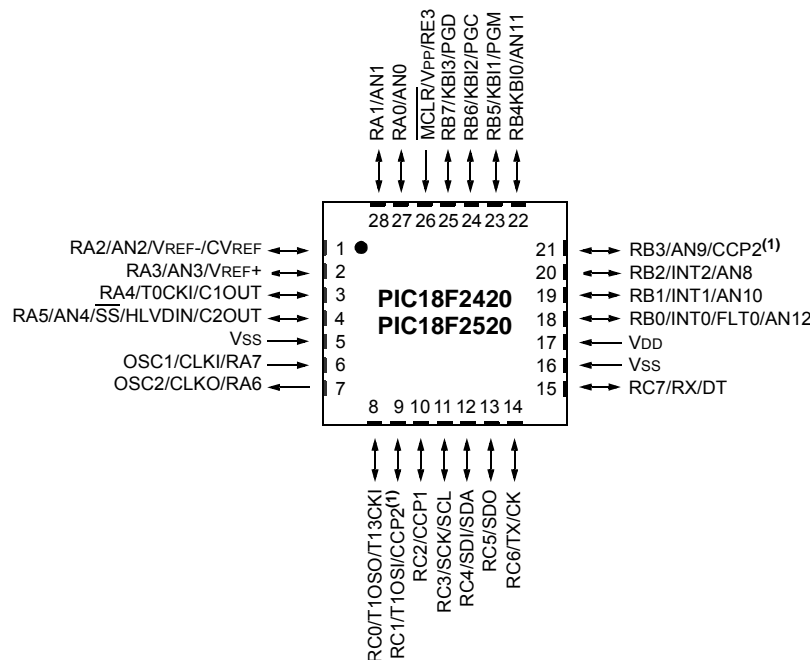 RA1/AN1
RA0/AN0
MCLR/VPP/RE3
RB7/KBI3/PGD
RB6/KBI2/PGC
RB5/KBI1/PGM
RB4KBI0/AN11
28 27 26 25 24 23 22
RA2/AN2/VREF-/CVREF 1
RA3/AN3/VREF+ 2
RA4/T0CKI/C1OUT 3
RA5/AN4/SS/HLVDIN/C2OUT 4
VSS 5
OSC1/CLKI/RA7 6
OSC2/CLKO/RA6 7
PIC18F2420
PIC18F2520
21 RB3/AN9/CCP2(1)
20 RB2/INT2/AN8
19 RB1/INT1/AN10
18 RB0/INT0/FLT0/AN12
17 VDD
16 VSS
15 RC7/RX/DT
8 9 10 11 12 13 14
RC0/T1OSO/T13CKI
RC1/T1OSI/CCP2(1)
RC2/CCP1
RC3/SCK/SCL
RC4/SDI/SDA
RC5/SDO
RC6/TX/CK